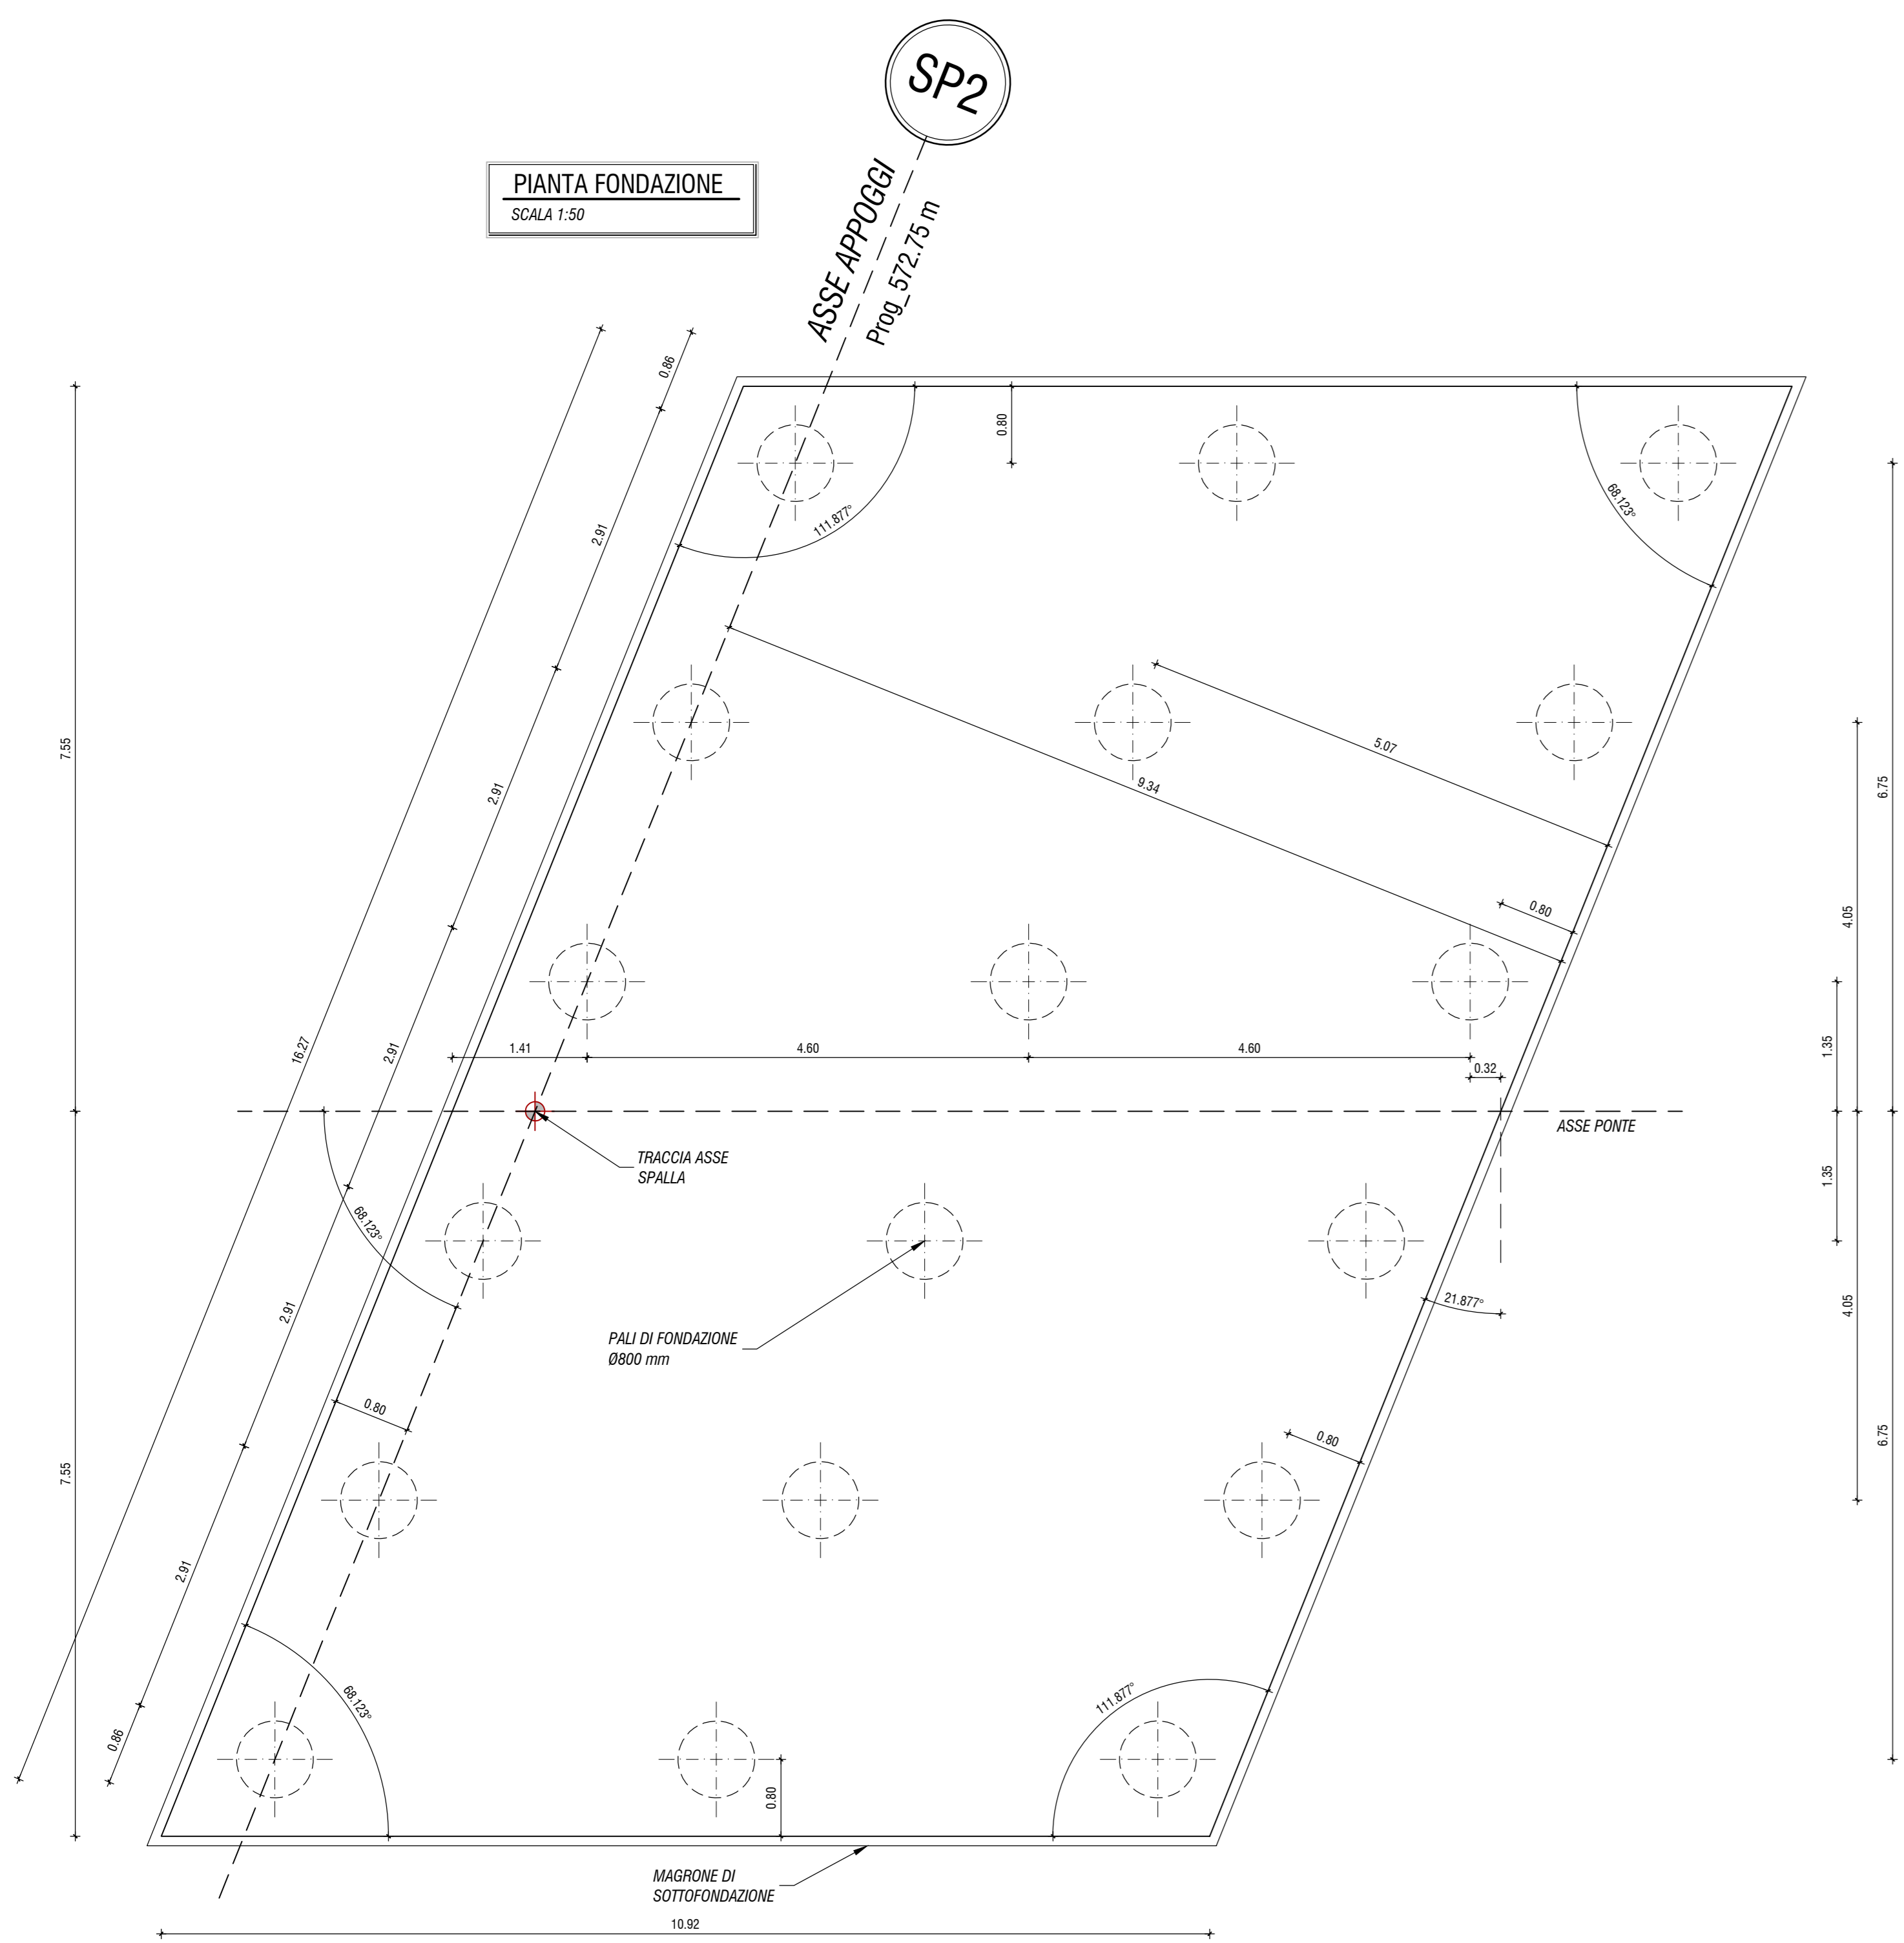 SP2
PIANTA FONDAZIONE
SCALA 1:50
ASSE APPOGGI
Prog_572.75 m
0.86
0.80
2.91
111.877°
68.123°
7.55
2.91
5.07
9.34
6.75
0.80
4.05
16.27
2.91
1.41
4.60
4.60
0.32
1.35
ASSE PONTE
TRACCIA ASSE
SPALLA
1.35
68.123°
2.91
21.877°
4.05
PALI DI FONDAZIONE
Ø800 mm
0.80
0.80
6.75
7.55
2.91
68.123°
111.877°
0.86
0.80
MAGRONE DI
SOTTOFONDAZIONE
10.92